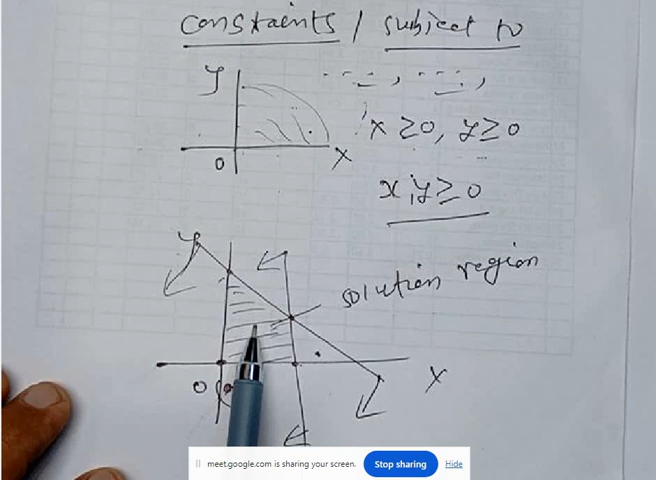 constraints / subject to
y
x ≥ 0, y ≥ 0
0
X
x, y ≥ 0
y
solution region
0
X
meet.google.com is sharing your screen. Stop sharing Hide